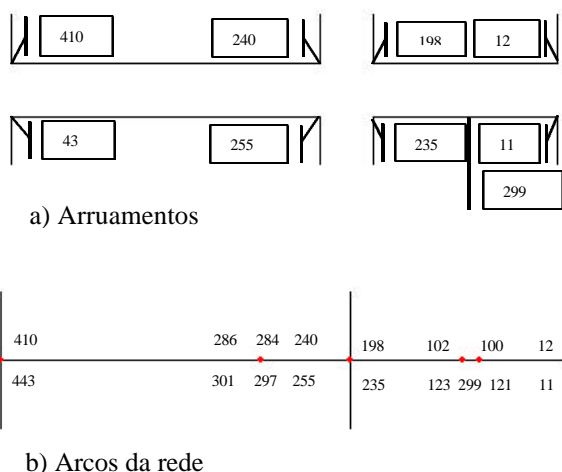 410 240 198 12
43 255 235 11
299
a) Arruamentos
410 286 284 240 198 102 100 12
443 301 297 255 235 123 299 121 11
b) Arcos da rede